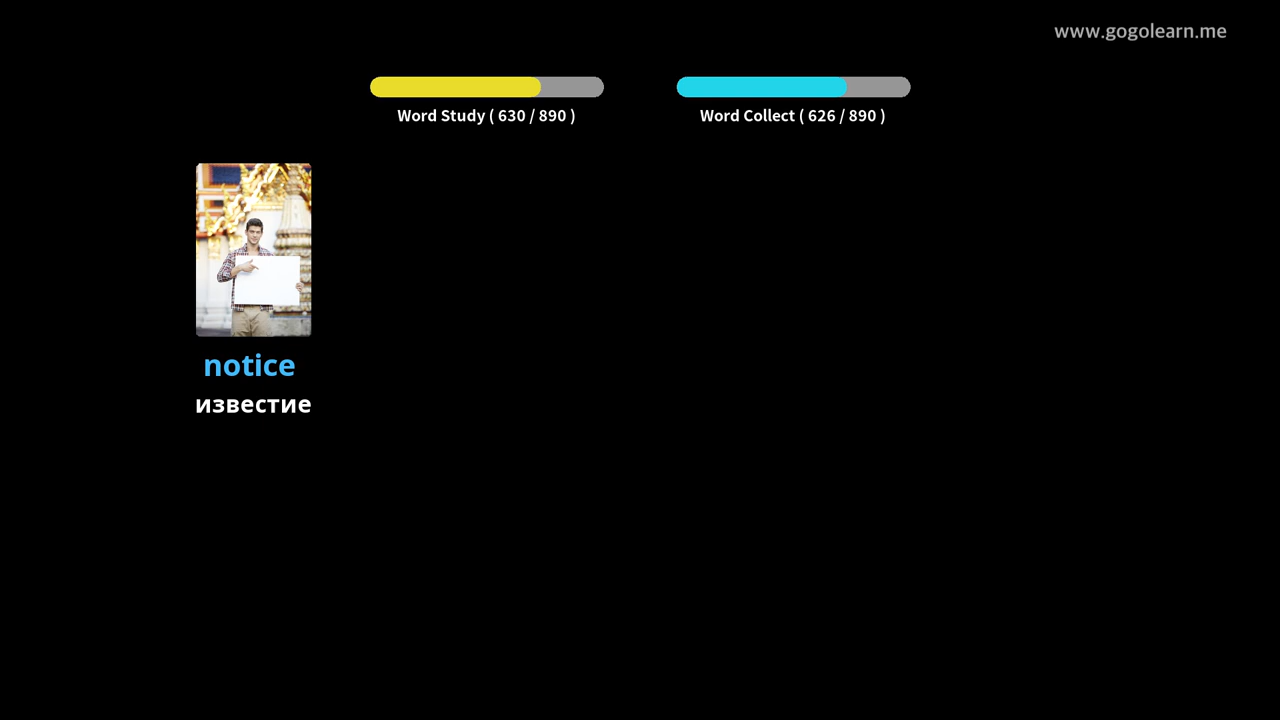 www.gogolearn.me
Word Study ( 630 / 890 )
Word Collect ( 626 / 890 )
notice
известие